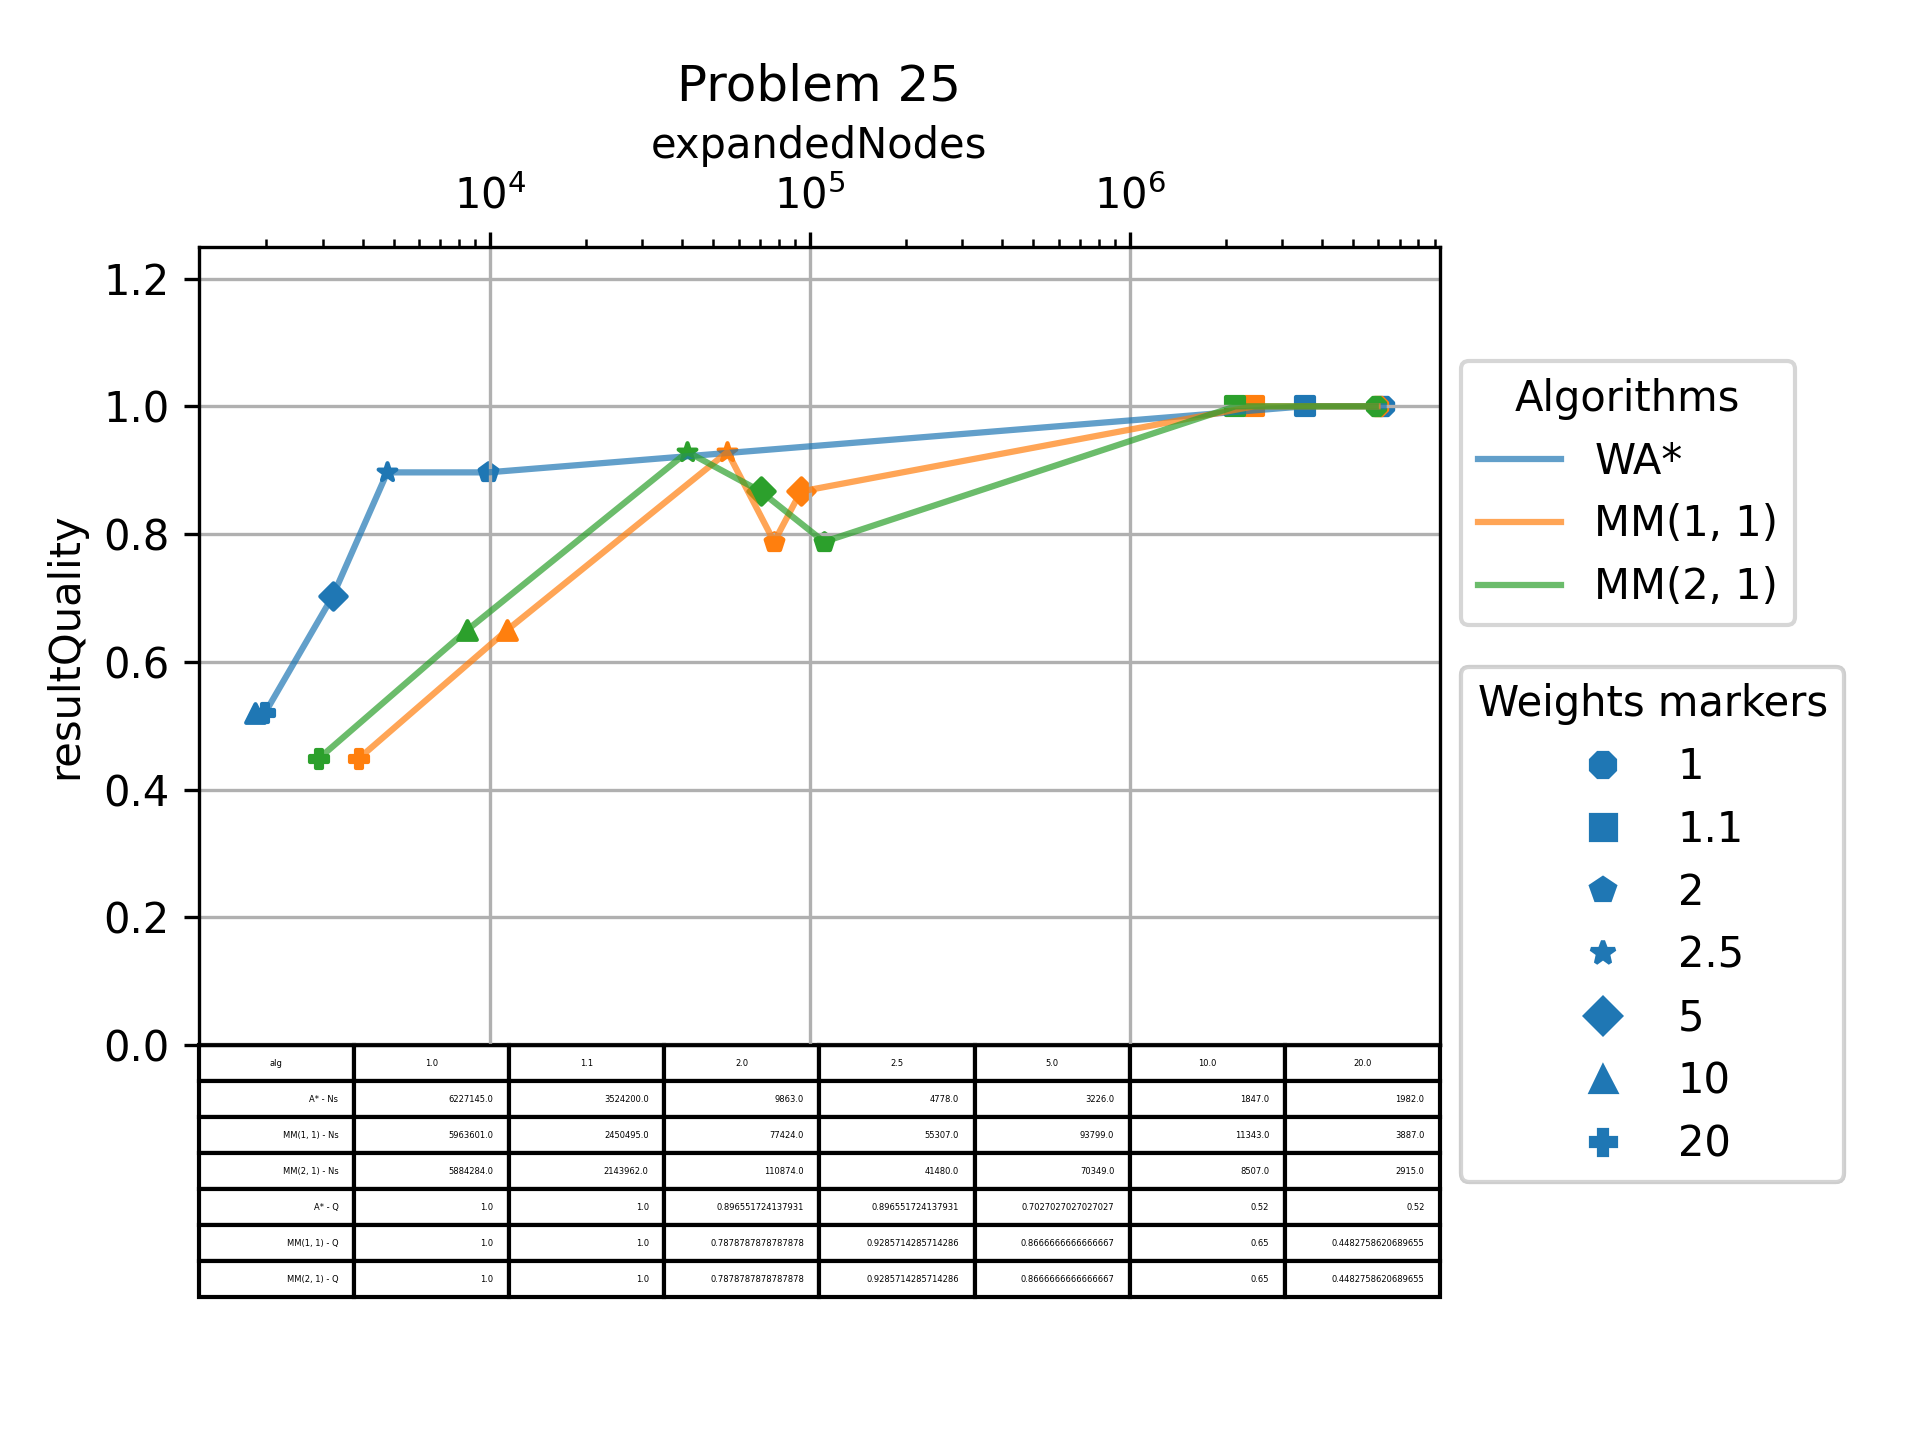 Problem 25
expandedNodes
10^4 10^5 10^6
resultQuality
1.2
1.0
0.8
0.6
0.4
0.2
0.0
Algorithms
WA*
MM(1, 1)
MM(2, 1)
Weights markers
1
1.1
2
2.5
5
10
20
alg 1.0 1.1 2.0 2.5 5.0 10.0 20.0
A* - Ns 6227145.0 3524200.0 9863.0 4778.0 3226.0 1847.0 1982.0
MM(1, 1) - Ns 5963601.0 2450495.0 77424.0 55307.0 93799.0 11343.0 3887.0
MM(2, 1) - Ns 5884284.0 2143962.0 110874.0 41480.0 70349.0 8507.0 2915.0
A* - Q 1.0 1.0 0.896551724137931 0.896551724137931 0.7027027027027027 0.52 0.52
MM(1, 1) - Q 1.0 1.0 0.7878787878787878 0.9285714285714286 0.8666666666666667 0.65 0.4482758620689655
MM(2, 1) - Q 1.0 1.0 0.7878787878787878 0.9285714285714286 0.8666666666666667 0.65 0.4482758620689655